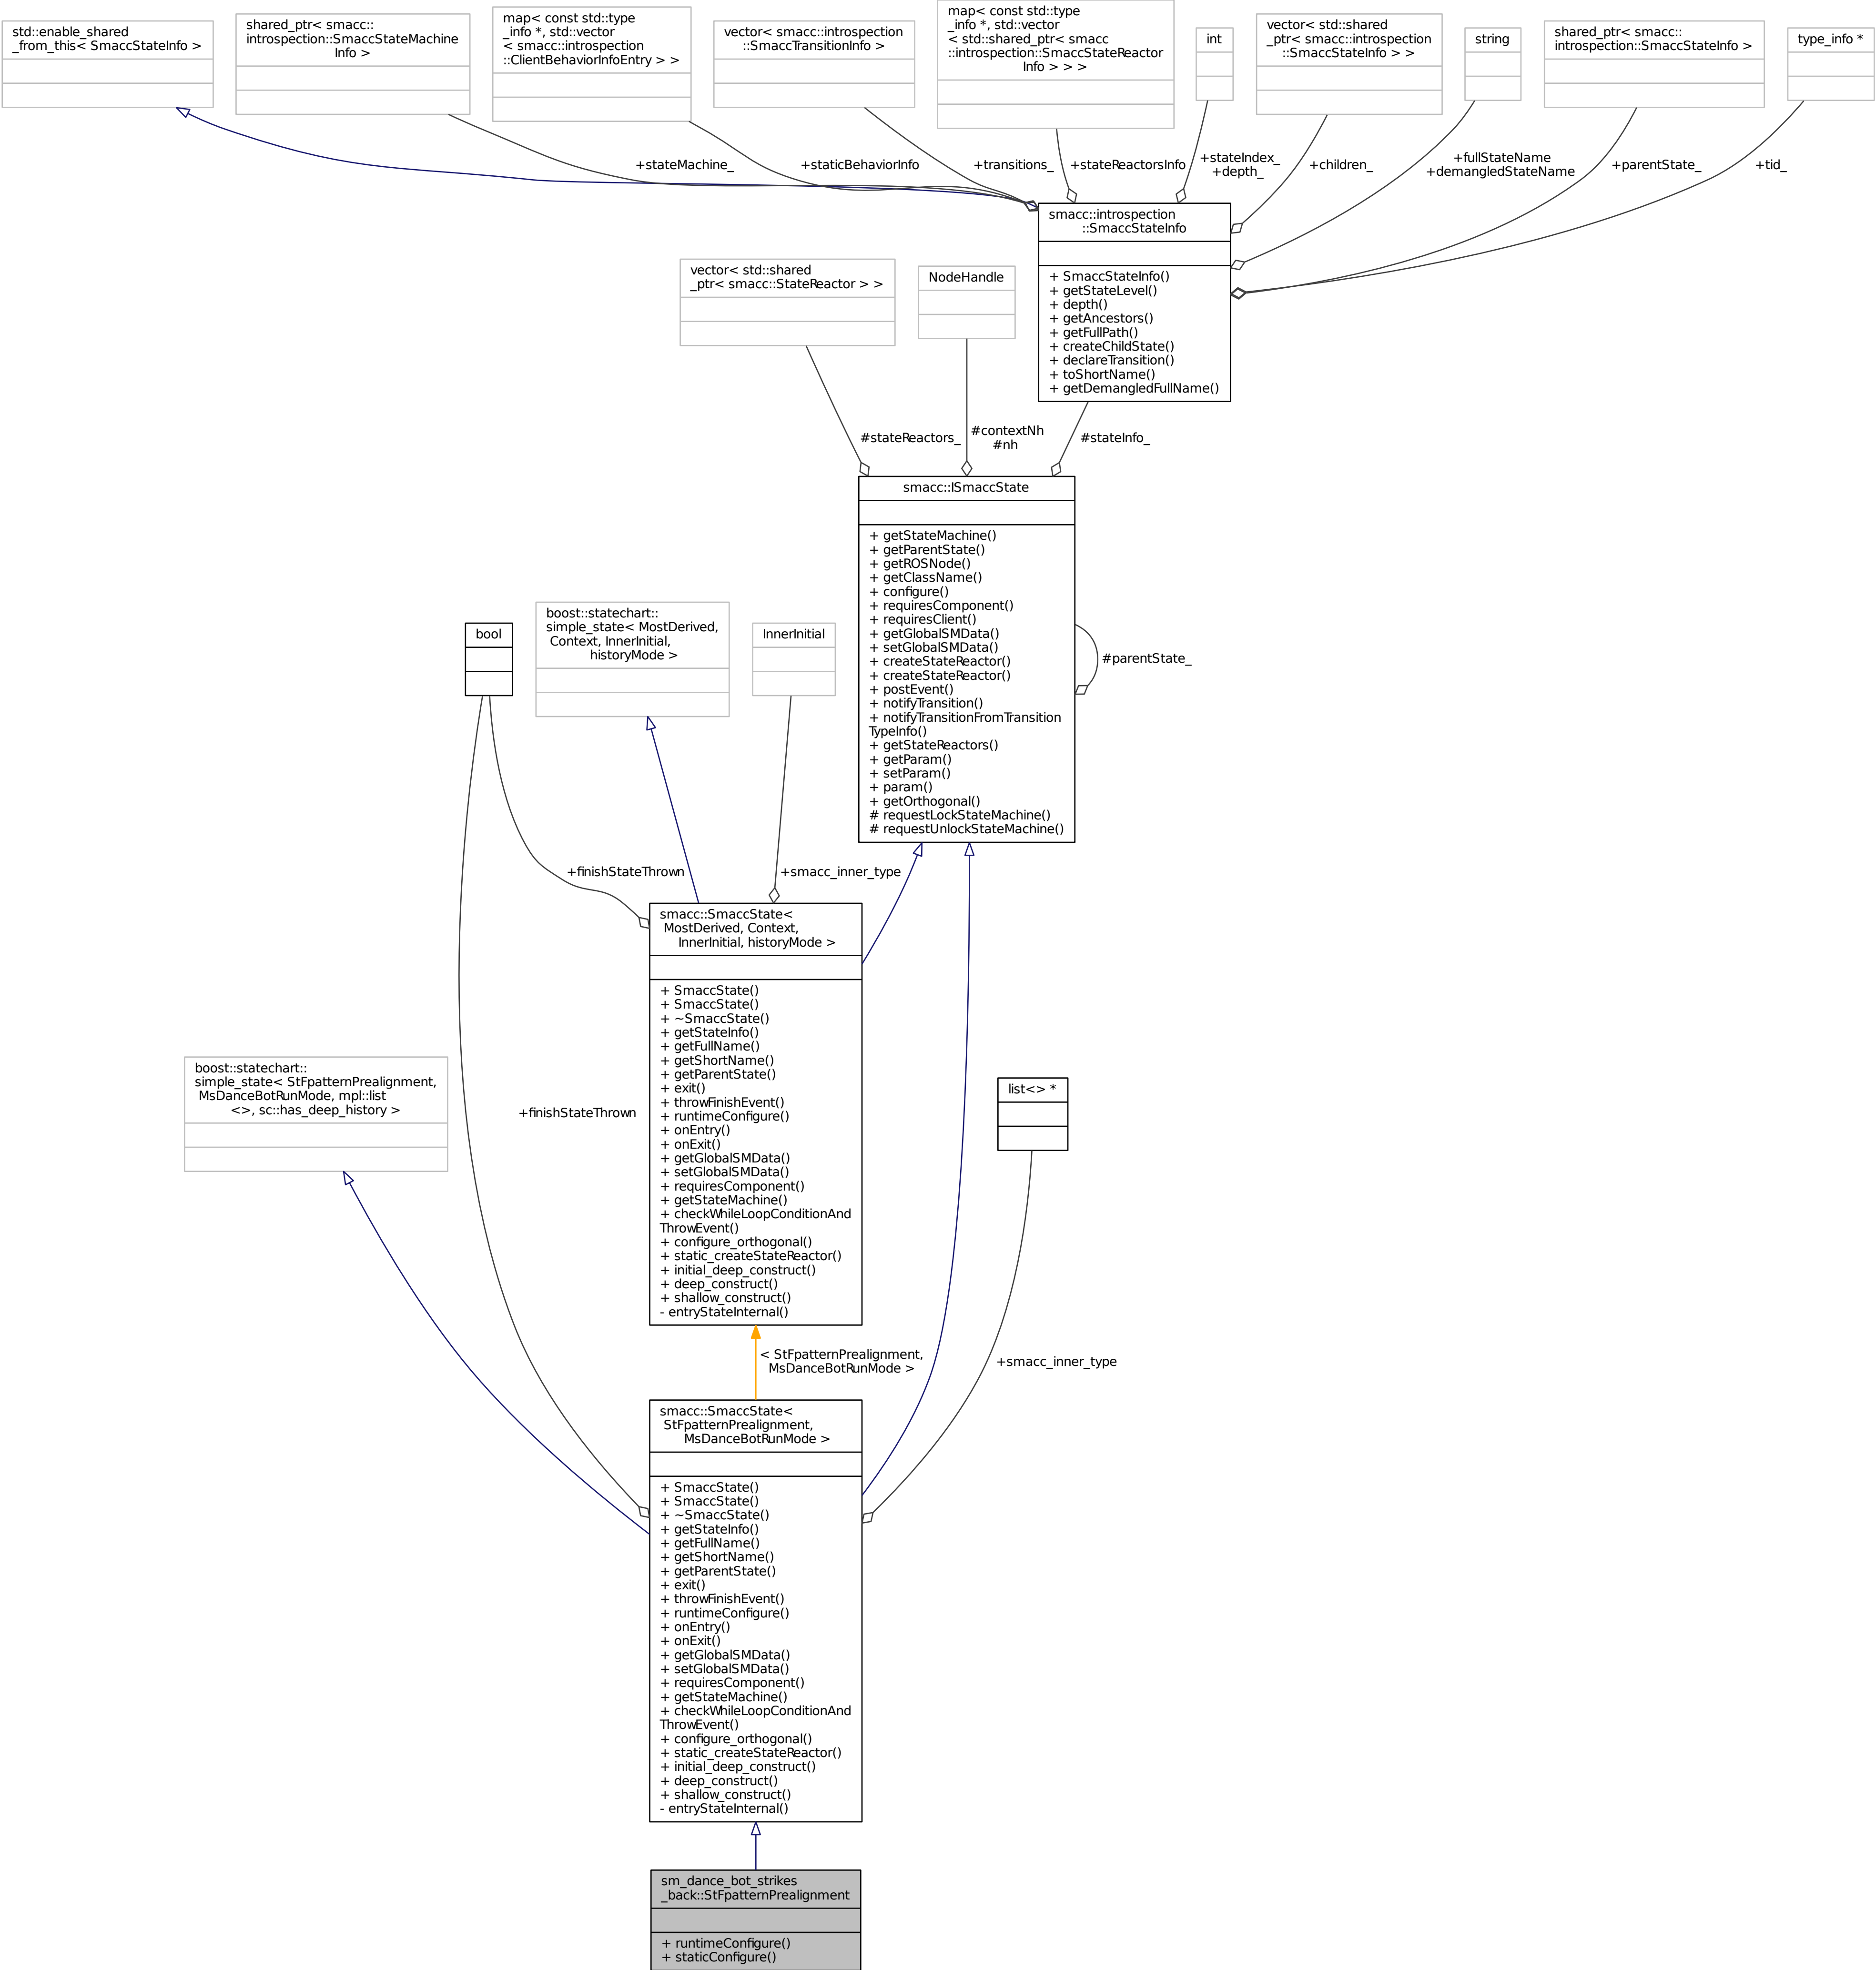 std::enable_shared
_from_this< SmaccStateInfo >
shared_ptr< smacc::
introspection::SmaccStateMachine
Info >
map< const std::type
_info *, std::vector
< smacc::introspection
::ClientBehaviorInfoEntry > >
vector< smacc::introspection
::SmaccTransitionInfo >
map< const std::type
_info *, std::vector
< std::shared_ptr< smacc
::introspection::SmaccStateReactor
Info > > >
int
vector< std::shared
_ptr< smacc::introspection
::SmaccStateInfo > >
string
shared_ptr< smacc::
introspection::SmaccStateInfo >
type_info *
+stateMachine_
+staticBehaviorInfo
+transitions_
+stateReactorsInfo
+stateIndex_
+depth_
+children_
+fullStateName
+demangledStateName
+parentState_
+tid_
smacc::introspection
::SmaccStateInfo
+ SmaccStateInfo()
+ getStateLevel()
+ depth()
+ getAncestors()
+ getFullPath()
+ createChildState()
+ declareTransition()
+ toShortName()
+ getDemangledFullName()
vector< std::shared
_ptr< smacc::StateReactor > >
NodeHandle
#stateReactors_
#contextNh
#nh
#stateInfo_
smacc::ISmaccState
+ getStateMachine()
+ getParentState()
+ getROSNode()
+ getClassName()
+ configure()
+ requiresComponent()
+ requiresClient()
+ getGlobalSMData()
+ setGlobalSMData()
+ createStateReactor()
+ createStateReactor()
+ postEvent()
+ notifyTransition()
+ notifyTransitionFromTransition
TypeInfo()
+ getStateReactors()
+ getParam()
+ setParam()
+ param()
+ getOrthogonal()
# requestLockStateMachine()
# requestUnlockStateMachine()
#parentState_
bool
boost::statechart::
simple_state< MostDerived,
Context, InnerInitial,
historyMode >
InnerInitial
+finishStateThrown
+smacc_inner_type
smacc::SmaccState<
MostDerived, Context,
InnerInitial, historyMode >
+ SmaccState()
+ SmaccState()
+ ~SmaccState()
+ getStateInfo()
+ getFullName()
+ getShortName()
+ getParentState()
+ exit()
+ throwFinishEvent()
+ runtimeConfigure()
+ onEntry()
+ onExit()
+ getGlobalSMData()
+ setGlobalSMData()
+ requiresComponent()
+ getStateMachine()
+ checkWhileLoopConditionAnd
ThrowEvent()
+ configure_orthogonal()
+ static_createStateReactor()
+ initial_deep_construct()
+ deep_construct()
+ shallow_construct()
- entryStateInternal()
boost::statechart::
simple_state< StFpatternPrealignment,
MsDanceBotRunMode, mpl::list
<>, sc::has_deep_history >
+finishStateThrown
list<> *
< StFpatternPrealignment,
MsDanceBotRunMode >
+smacc_inner_type
smacc::SmaccState<
StFpatternPrealignment,
MsDanceBotRunMode >
+ SmaccState()
+ SmaccState()
+ ~SmaccState()
+ getStateInfo()
+ getFullName()
+ getShortName()
+ getParentState()
+ exit()
+ throwFinishEvent()
+ runtimeConfigure()
+ onEntry()
+ onExit()
+ getGlobalSMData()
+ setGlobalSMData()
+ requiresComponent()
+ getStateMachine()
+ checkWhileLoopConditionAnd
ThrowEvent()
+ configure_orthogonal()
+ static_createStateReactor()
+ initial_deep_construct()
+ deep_construct()
+ shallow_construct()
- entryStateInternal()
sm_dance_bot_strikes
_back::StFpatternPrealignment
+ runtimeConfigure()
+ staticConfigure()